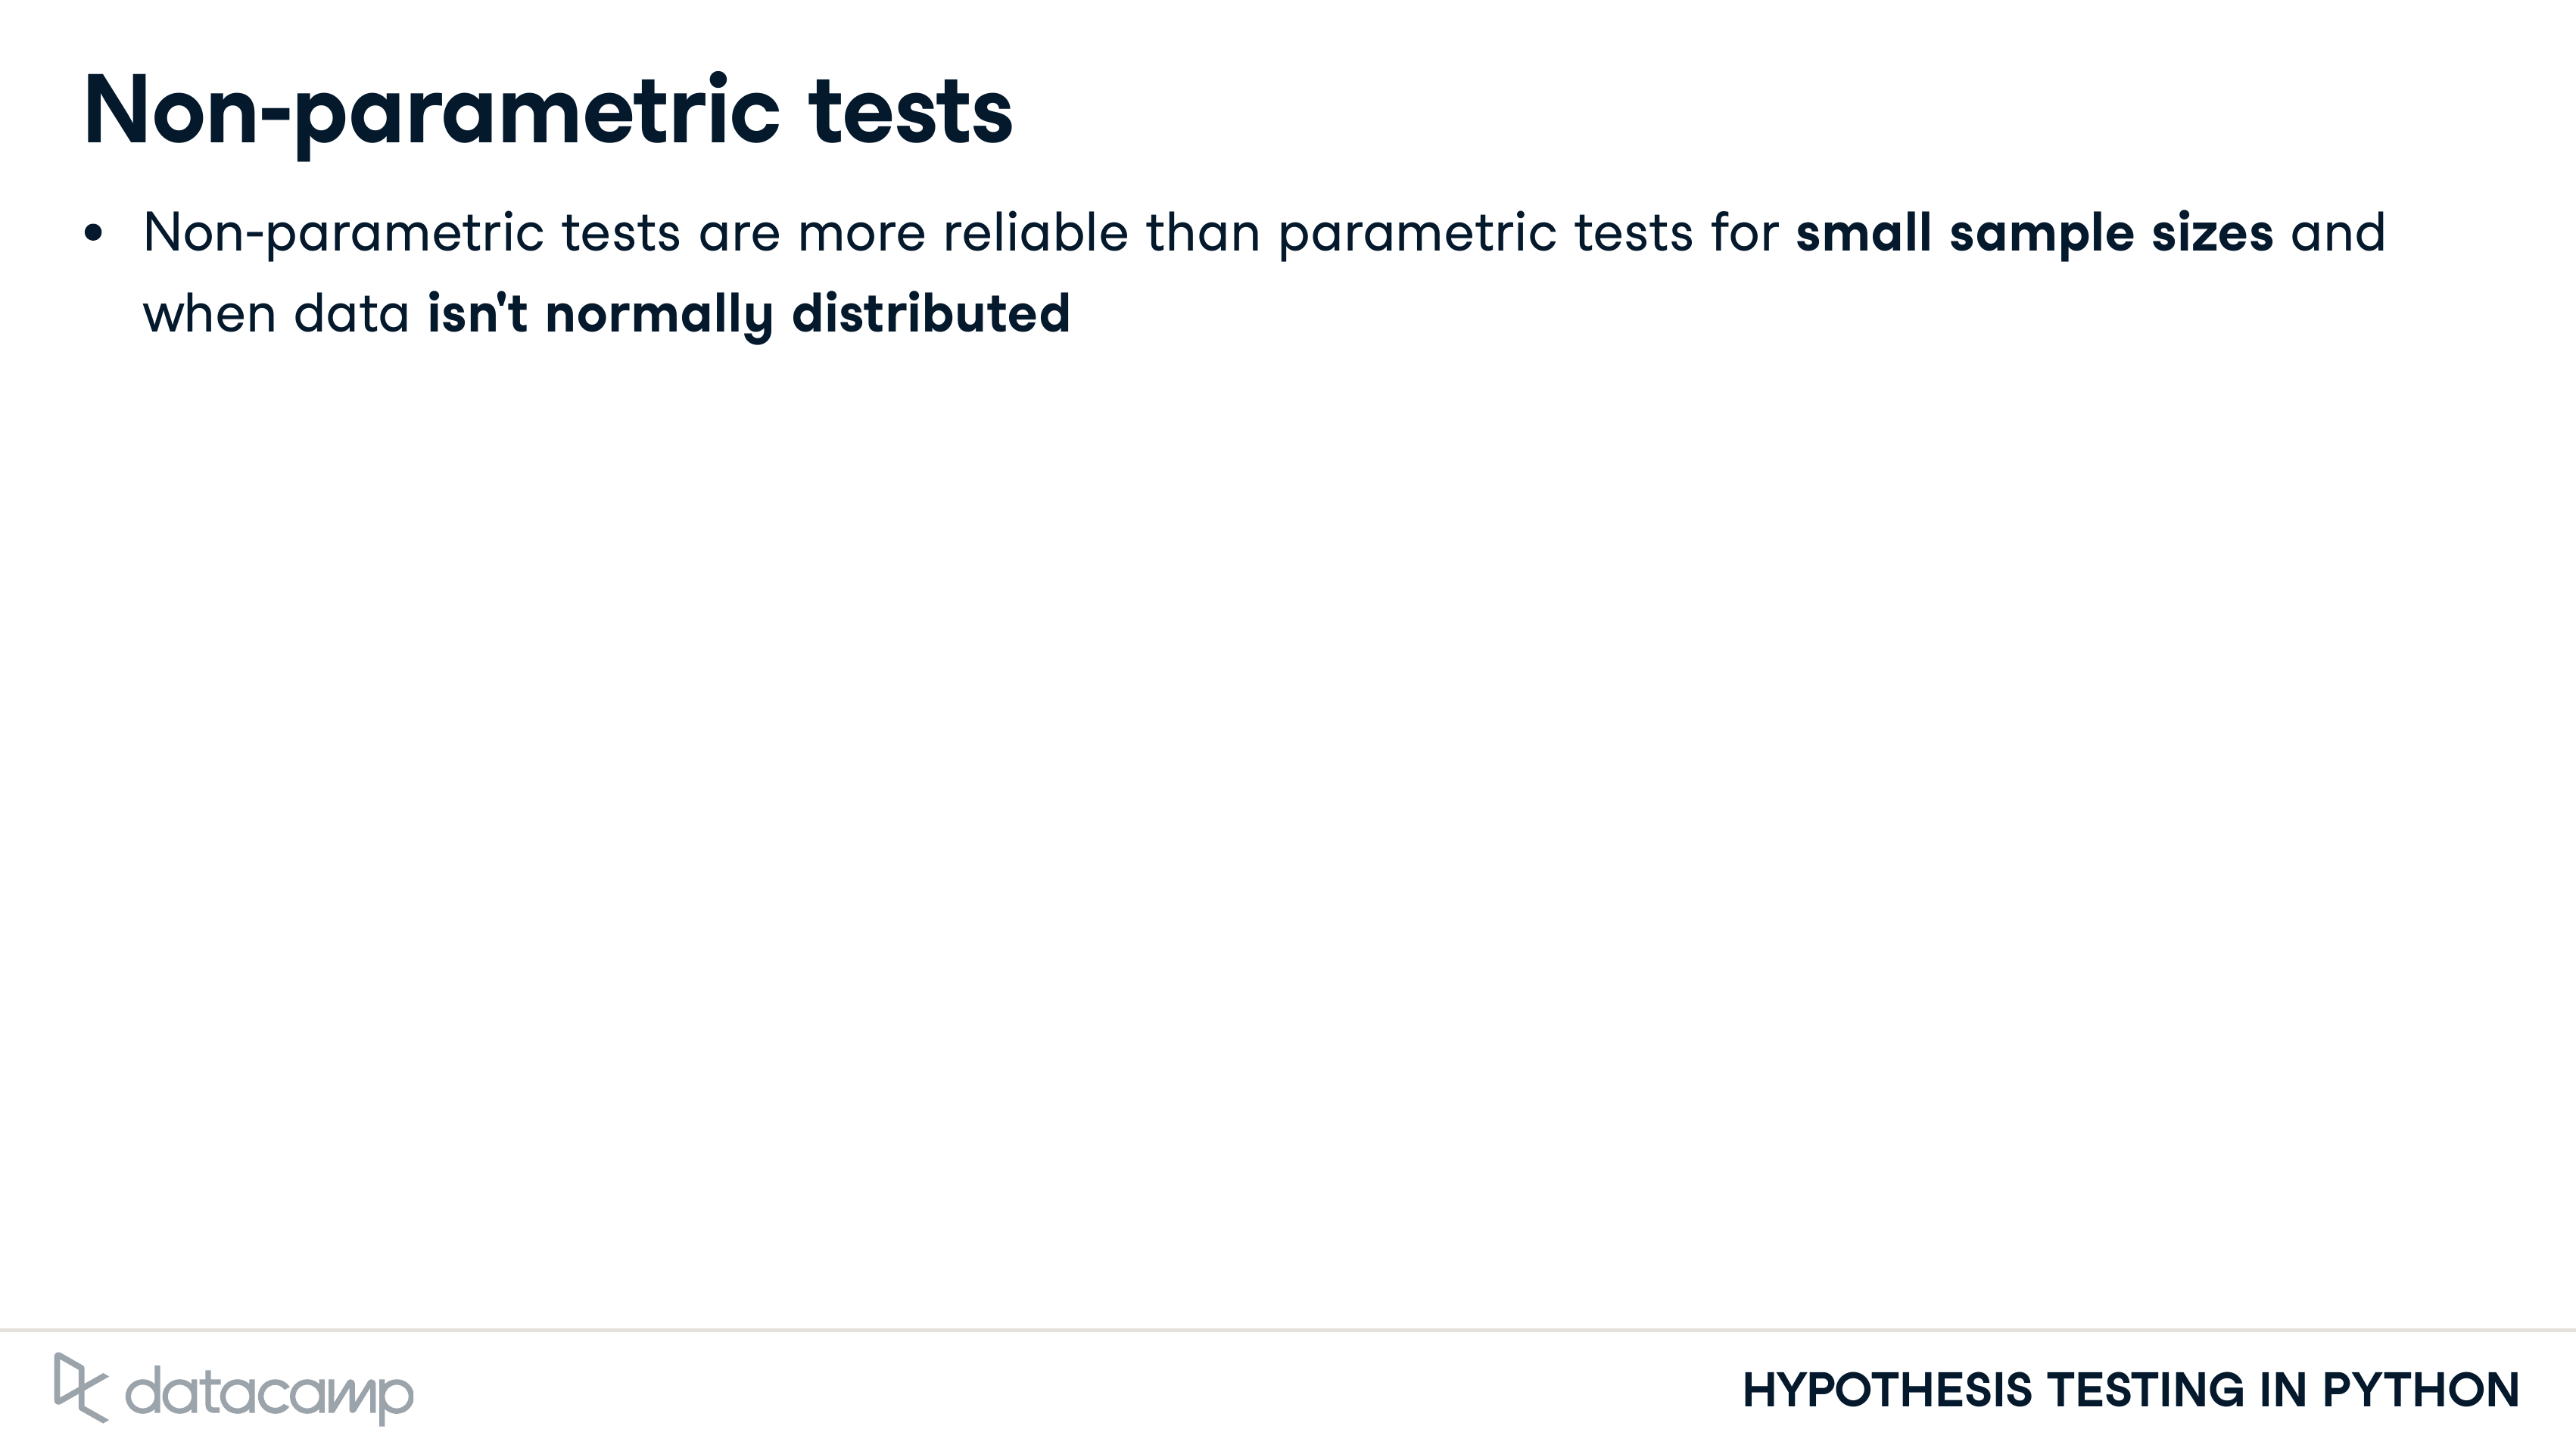 Non-parametric tests
• Non-parametric tests are more reliable than parametric tests for small sample sizes and
when data isn't normally distributed
datacamp
HYPOTHESIS TESTING IN PYTHON